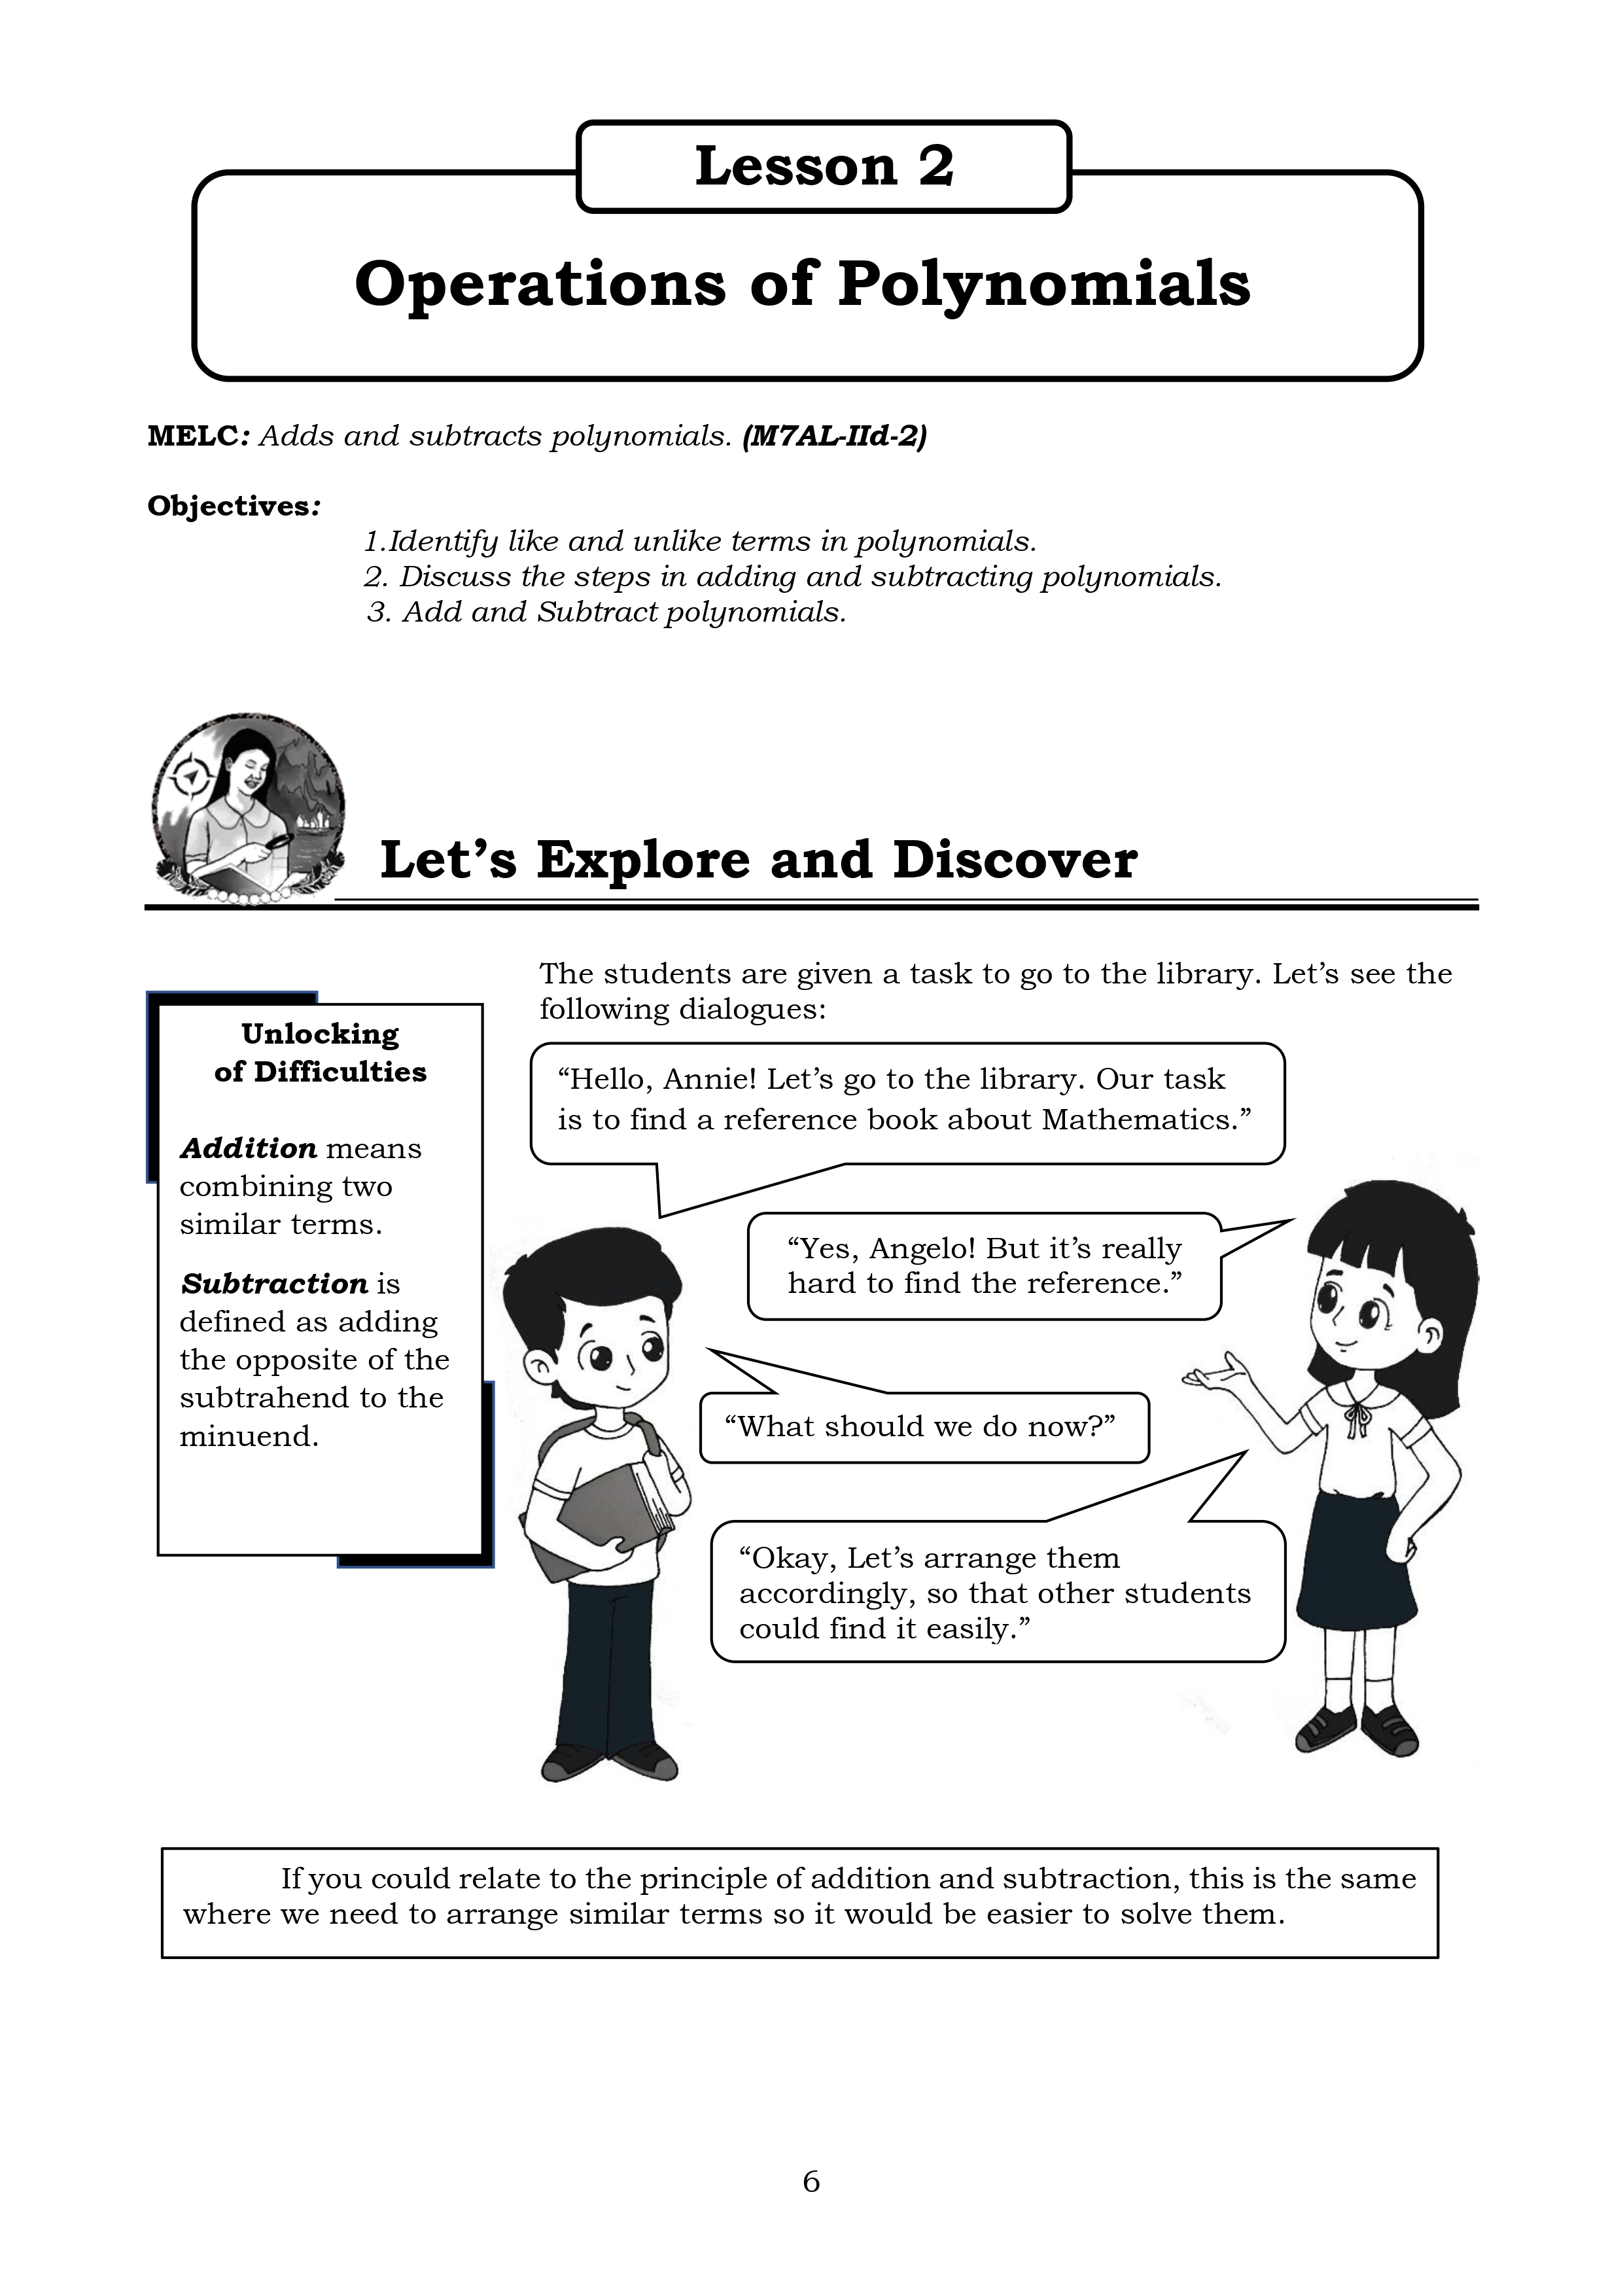 Lesson 2
Operations of Polynomials
MELC: Adds and subtracts polynomials. (M7AL-IId-2)
Objectives:
1.Identify like and unlike terms in polynomials.
2. Discuss the steps in adding and subtracting polynomials.
3. Add and Subtract polynomials.
Let’s Explore and Discover
The students are given a task to go to the library. Let’s see the
following dialogues:
Unlocking
of Difficulties
Addition means
combining two
similar terms.
Subtraction is
defined as adding
the opposite of the
subtrahend to the
minuend.
“Hello, Annie! Let’s go to the library. Our task
is to find a reference book about Mathematics.”
“Yes, Angelo! But it’s really
hard to find the reference.”
“What should we do now?”
“Okay, Let’s arrange them
accordingly, so that other students
could find it easily.”
If you could relate to the principle of addition and subtraction, this is the same
where we need to arrange similar terms so it would be easier to solve them.
6